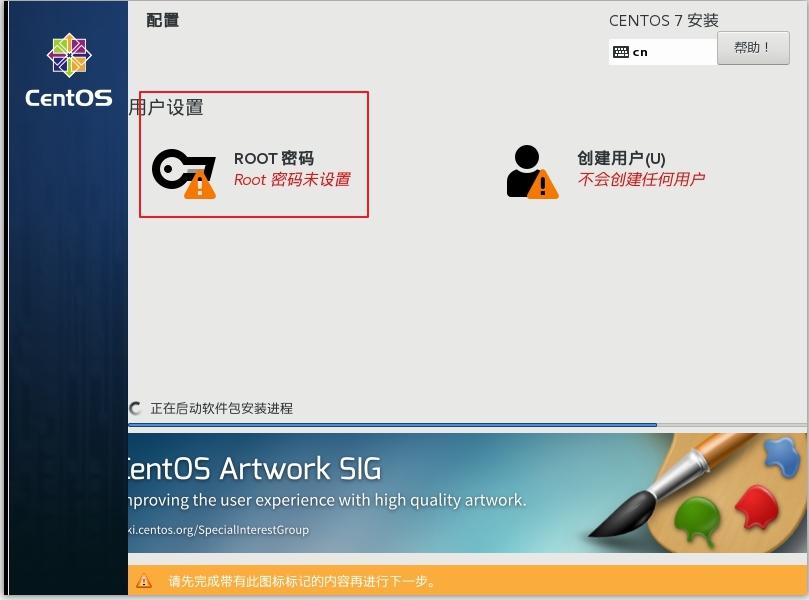 CentOS
配置
CENTOS 7 安装
cn
帮助！
用户设置
ROOT 密码
Root 密码未设置
创建用户(U)
不会创建任何用户
正在启动软件包安装进程
CentOS Artwork SIG
mproving the user experience with high quality artwork.
ki.centos.org/SpecialInterestGroup
请先完成带有此图标标记的内容再进行下一步。